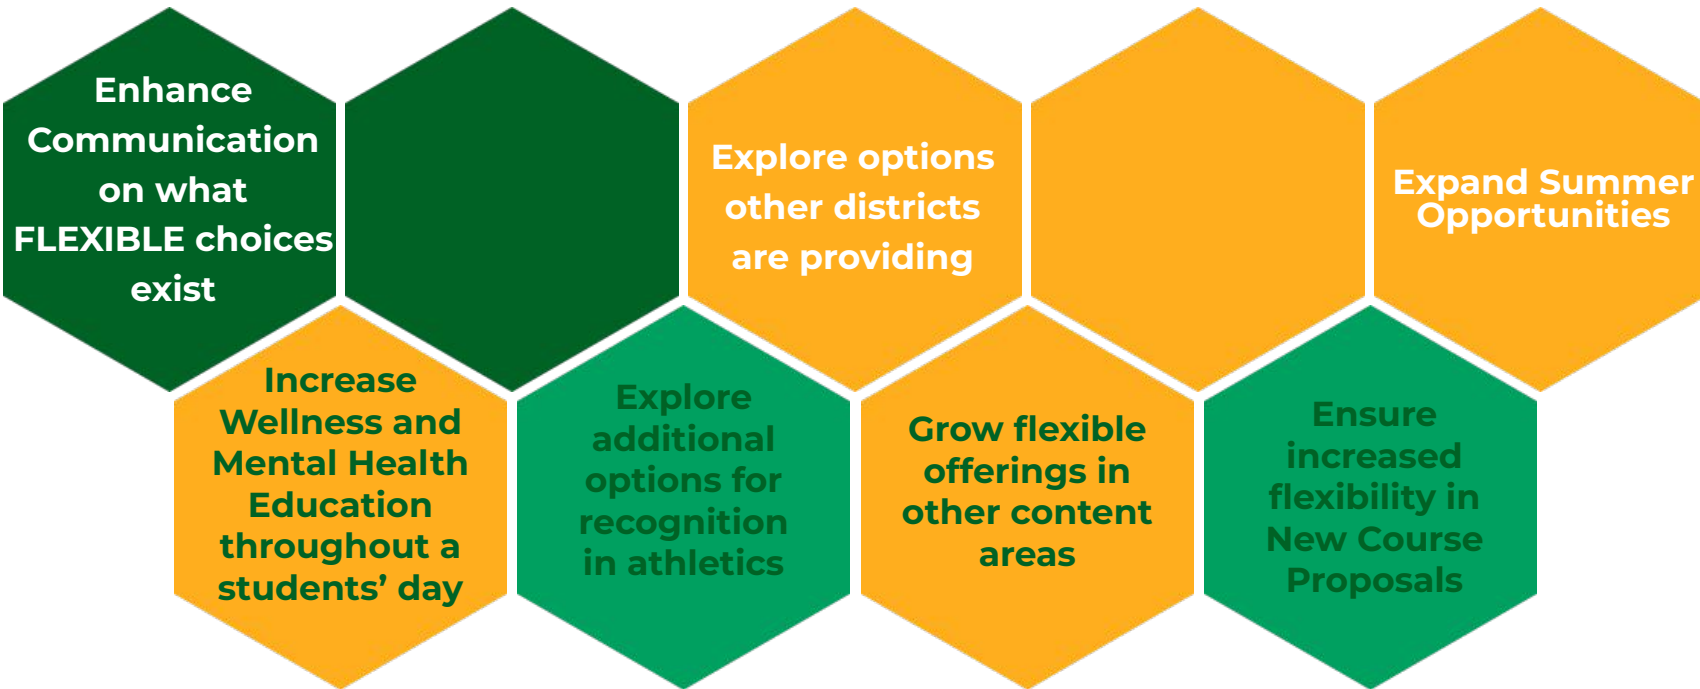 Enhance
Communication
on what
FLEXIBLE choices
exist
Explore options
other districts
are providing
Expand Summer
Opportunities
Increase
Wellness and
Mental Health
Education
throughout a
students’ day
Explore
additional
options for
recognition
in athletics
Grow flexible
offerings in
other content
areas
Ensure
increased
flexibility in
New Course
Proposals